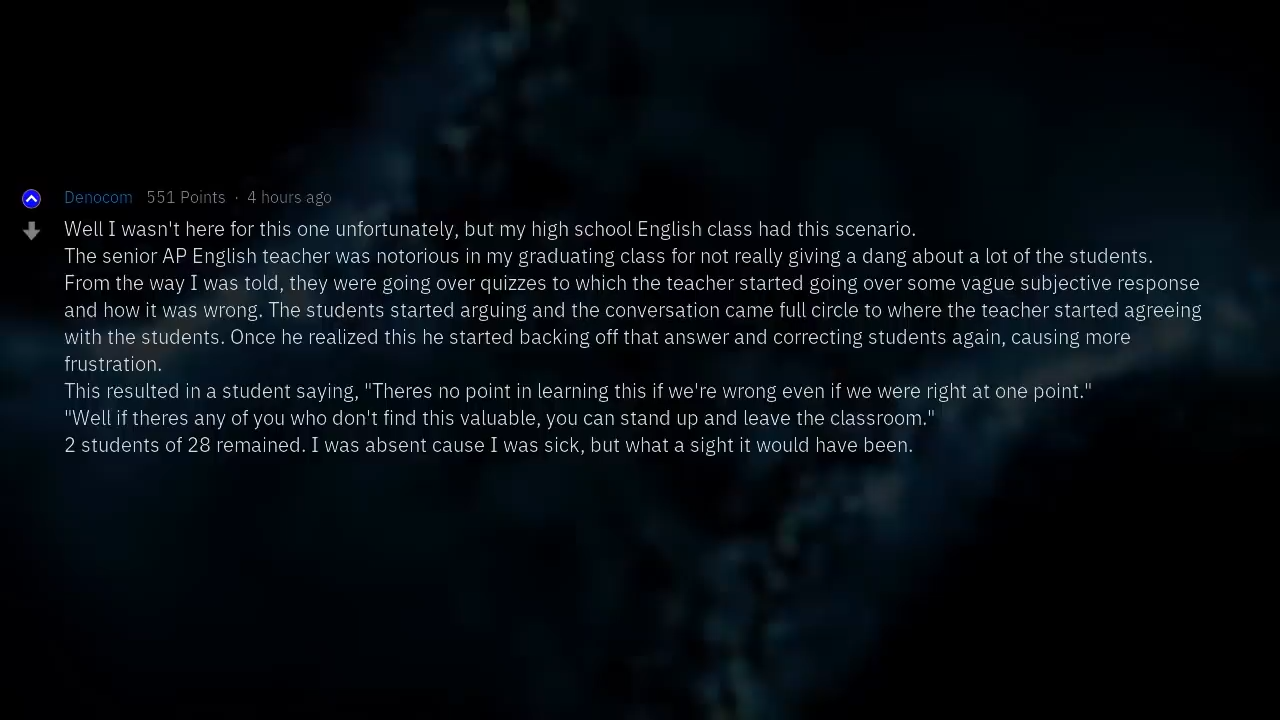 Denocom 551 Points · 4 hours ago
Well I wasn't here for this one unfortunately, but my high school English class had this scenario.
The senior AP English teacher was notorious in my graduating class for not really giving a dang about a lot of the students.
From the way I was told, they were going over quizzes to which the teacher started going over some vague subjective response
and how it was wrong. The students started arguing and the conversation came full circle to where the teacher started agreeing
with the students. Once he realized this he started backing off that answer and correcting students again, causing more
frustration.
This resulted in a student saying, "Theres no point in learning this if we're wrong even if we were right at one point."
"Well if theres any of you who don't find this valuable, you can stand up and leave the classroom."
2 students of 28 remained. I was absent cause I was sick, but what a sight it would have been.